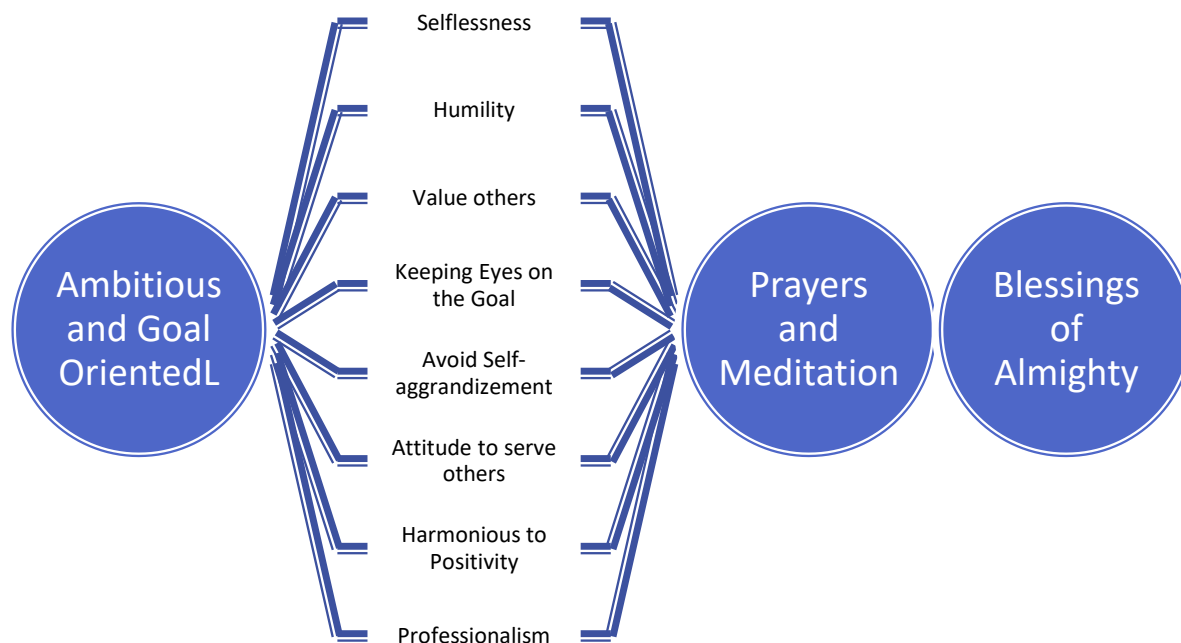 Ambitious
and Goal
OrientedL
Selflessness
Humility
Value others
Keeping Eyes on
the Goal
Avoid Self-
aggrandizement
Attitude to serve
others
Harmonious to
Positivity
Professionalism
Prayers
and
Meditation
Blessings
of
Almighty